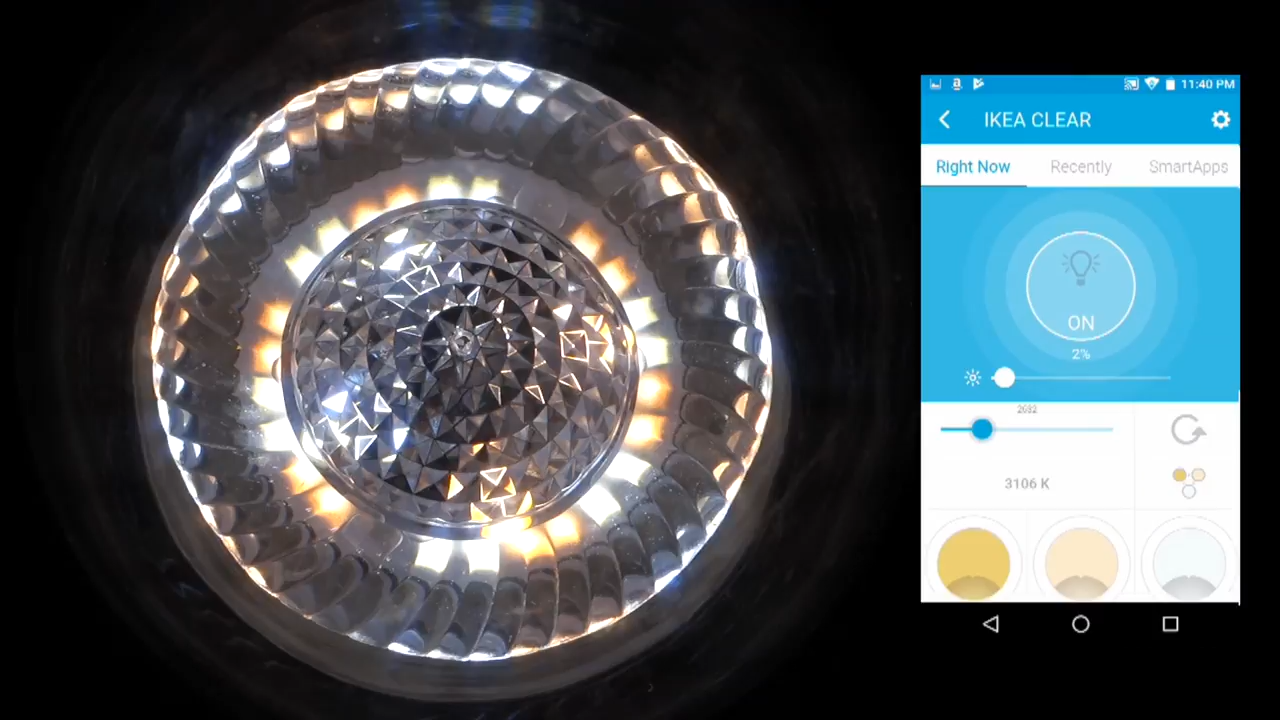 11:40 PM
IKEA CLEAR
Right Now Recently SmartApps
ON
2%
2682
3106 K